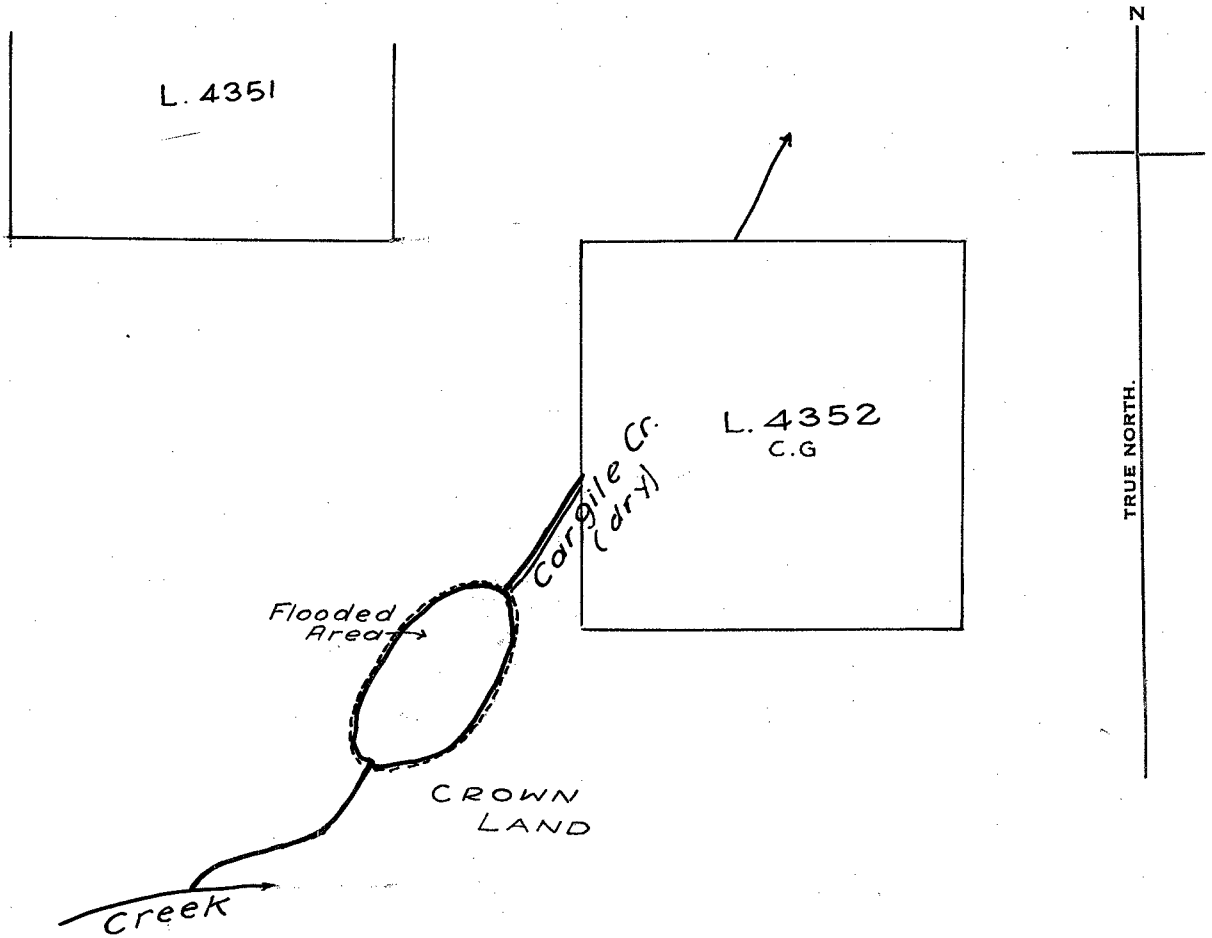 N
L. 4351
L. 4352
C.G
TRUE NORTH.
Cargile Cr.
(dry)
Flooded
Area
CROWN
LAND
Creek